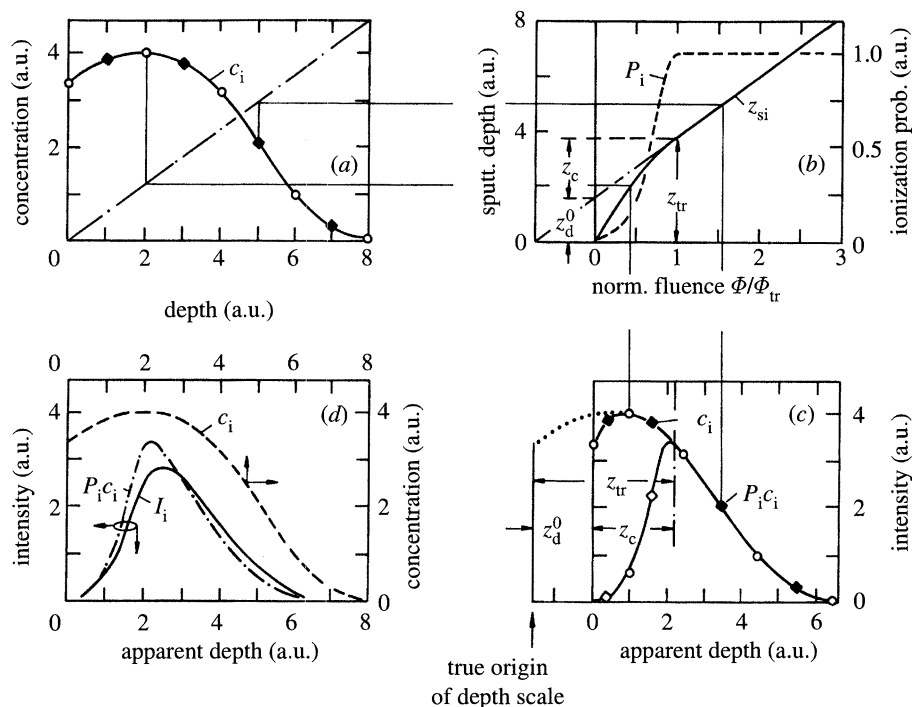 concentration (a.u.)
4
2
0
0
2
4
6
8
c_i
(a)
depth (a.u.)
sputt. depth (a.u.)
8
4
0
P_i
z_si
z_c
z_tr
z_d^0
(b)
1.0
0.5
0
ionization prob. (a.u.)
0
1
2
3
norm. fluence Φ/Φ_tr
0
2
4
6
8
(d)
intensity (a.u.)
4
2
0
c_i
P_i c_i
I_i
4
2
0
concentration (a.u.)
0
2
4
6
8
apparent depth (a.u.)
(c)
c_i
z_tr
P_i c_i
z_d^0
z_c
4
2
0
intensity (a.u.)
0
2
4
6
apparent depth (a.u.)
true origin
of depth scale